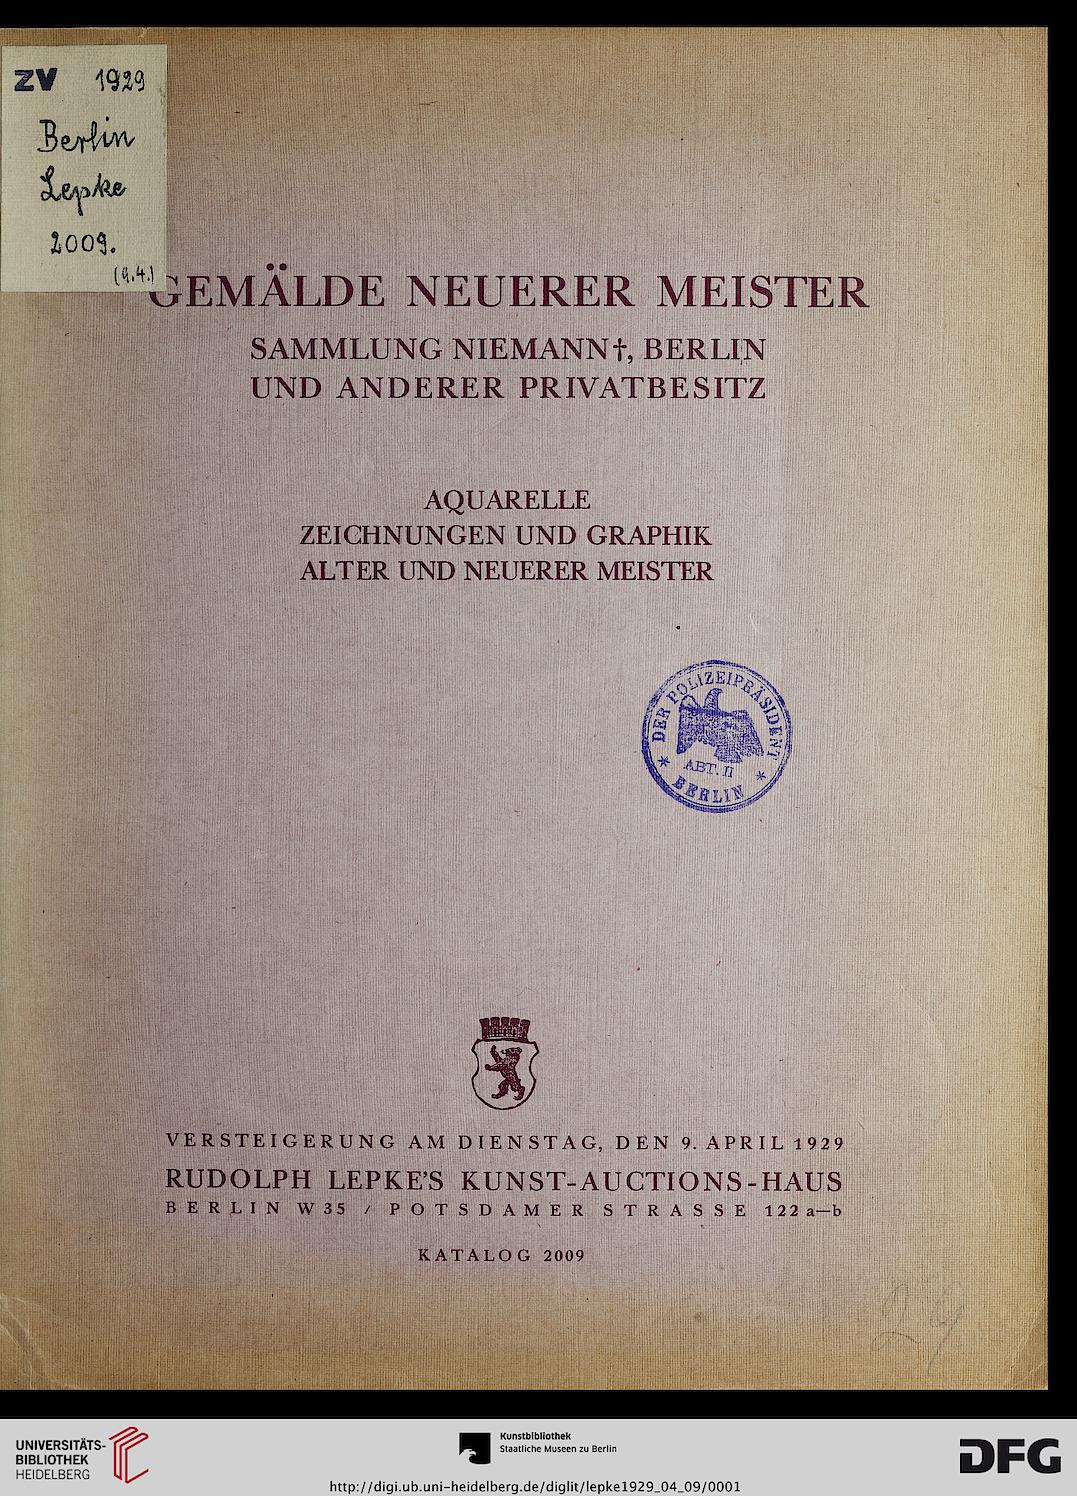 ZV 1929
Berlin
Lepke
2009.
(9.4.)
GEMÄLDE NEUERER MEISTER
SAMMLUNG NIEMANN†, BERLIN
UND ANDERER PRIVATBESITZ
AQUARELLE
ZEICHNUNGEN UND GRAPHIK
ALTER UND NEUERER MEISTER
DER POLIZEIPRÄSIDENT
ABT. II
* BERLIN *
VERSTEIGERUNG AM DIENSTAG, DEN 9. APRIL 1929
RUDOLPH LEPKE'S KUNST-AUCTIONS-HAUS
BERLIN W 35 / POTSDAMER STRASSE 122 a—b
KATALOG 2009
UNIVERSITÄTS-
BIBLIOTHEK
HEIDELBERG
Kunstbibliothek
Staatliche Museen zu Berlin
DFG
http://digi.ub.uni-heidelberg.de/diglit/lepke1929_04_09/0001